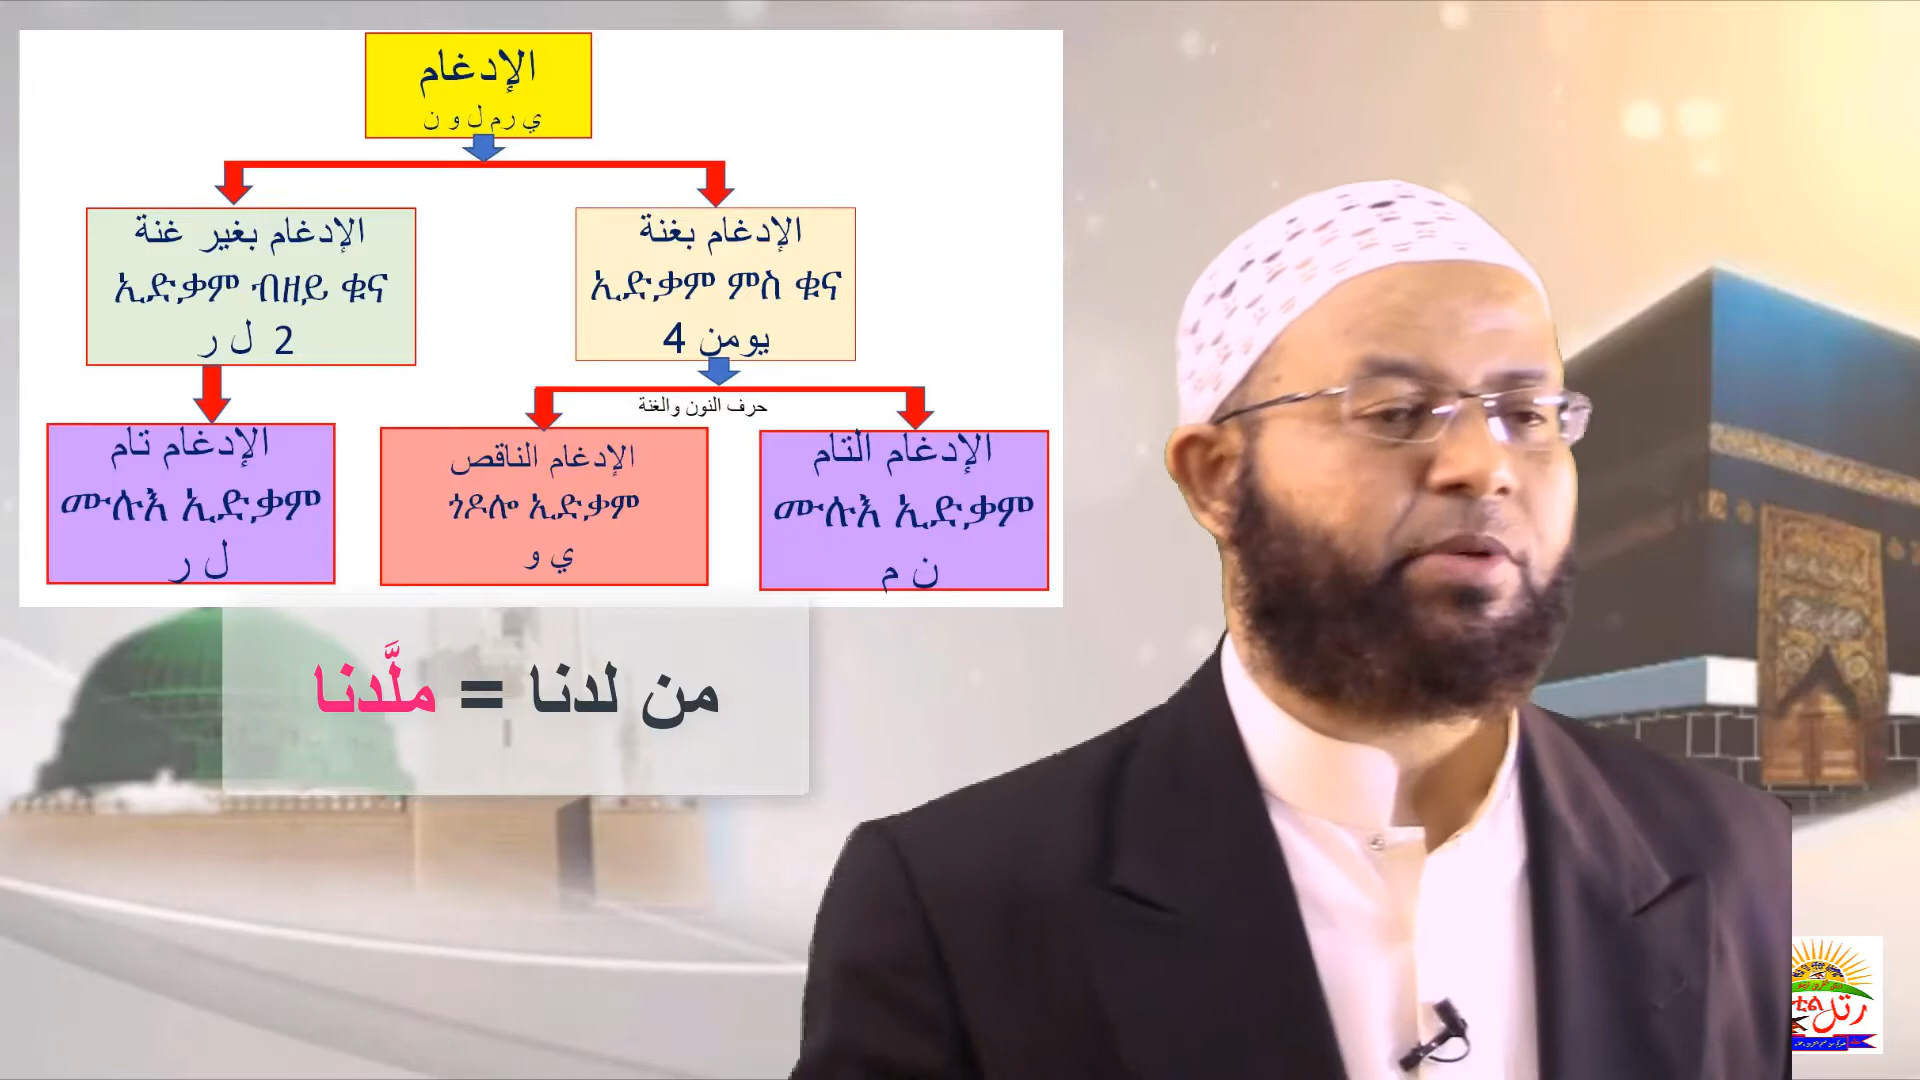 الإدغام
ي ر م ل و ن
الإدغام بغير غنة
ኢድቃም ብዘይ ቁና
2 ل ر
الإدغام بغنة
ኢድቃም ምስ ቁና
يومن 4
حرف النون والغنة
الإدغام تام
ሙሉእ ኢድቃም
ل ر
الإدغام الناقص
ጎዶሎ ኢድቃም
ي و
الإدغام التام
ሙሉእ ኢድቃም
ن م
من لدنا = ملَّدنا
رتل